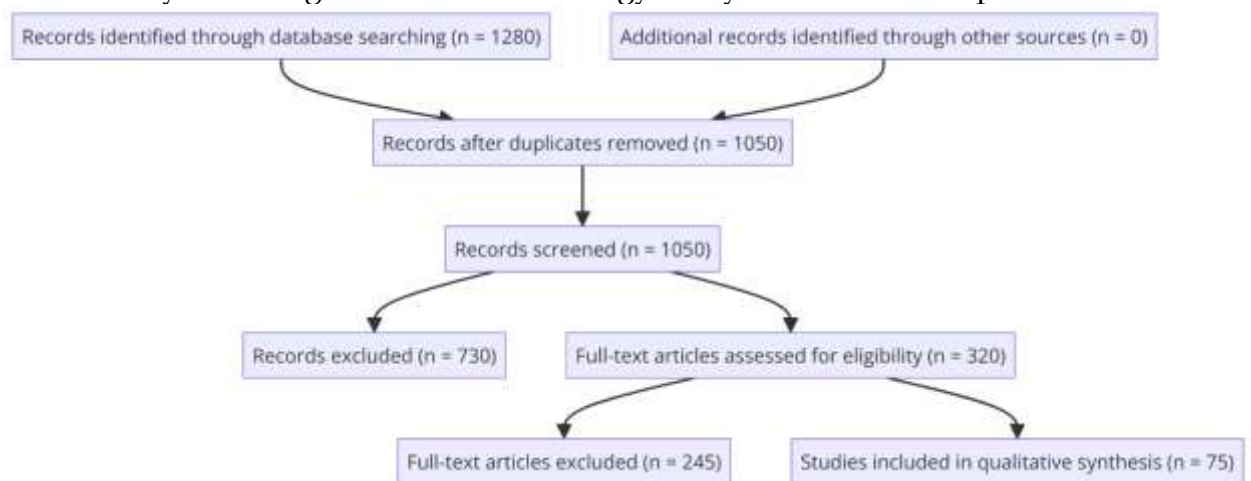 Records identified through database searching (n = 1280)
Additional records identified through other sources (n = 0)
Records after duplicates removed (n = 1050)
Records screened (n = 1050)
Records excluded (n = 730)
Full-text articles assessed for eligibility (n = 320)
Full-text articles excluded (n = 245)
Studies included in qualitative synthesis (n = 75)